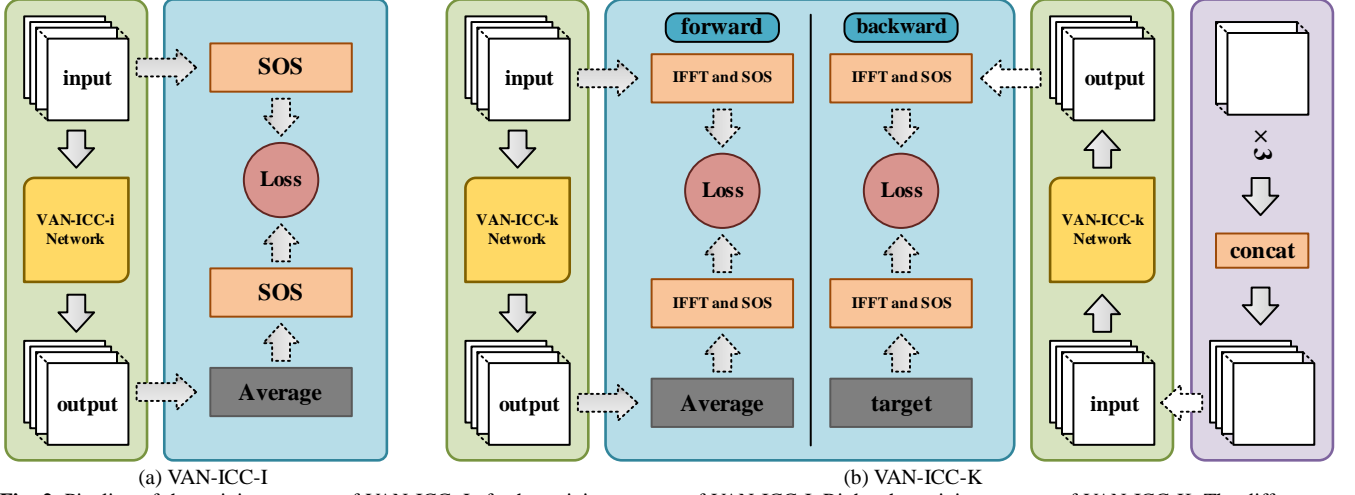 input
SOS
Loss
VAN-ICC-i
Network
SOS
output
Average
(a) VAN-ICC-I
forward
backward
input
IFFT and SOS
IFFT and SOS
output
Loss
Loss
×3
VAN-ICC-k
Network
VAN-ICC-k
Network
concat
IFFT and SOS
IFFT and SOS
output
Average
target
input
(b) VAN-ICC-K